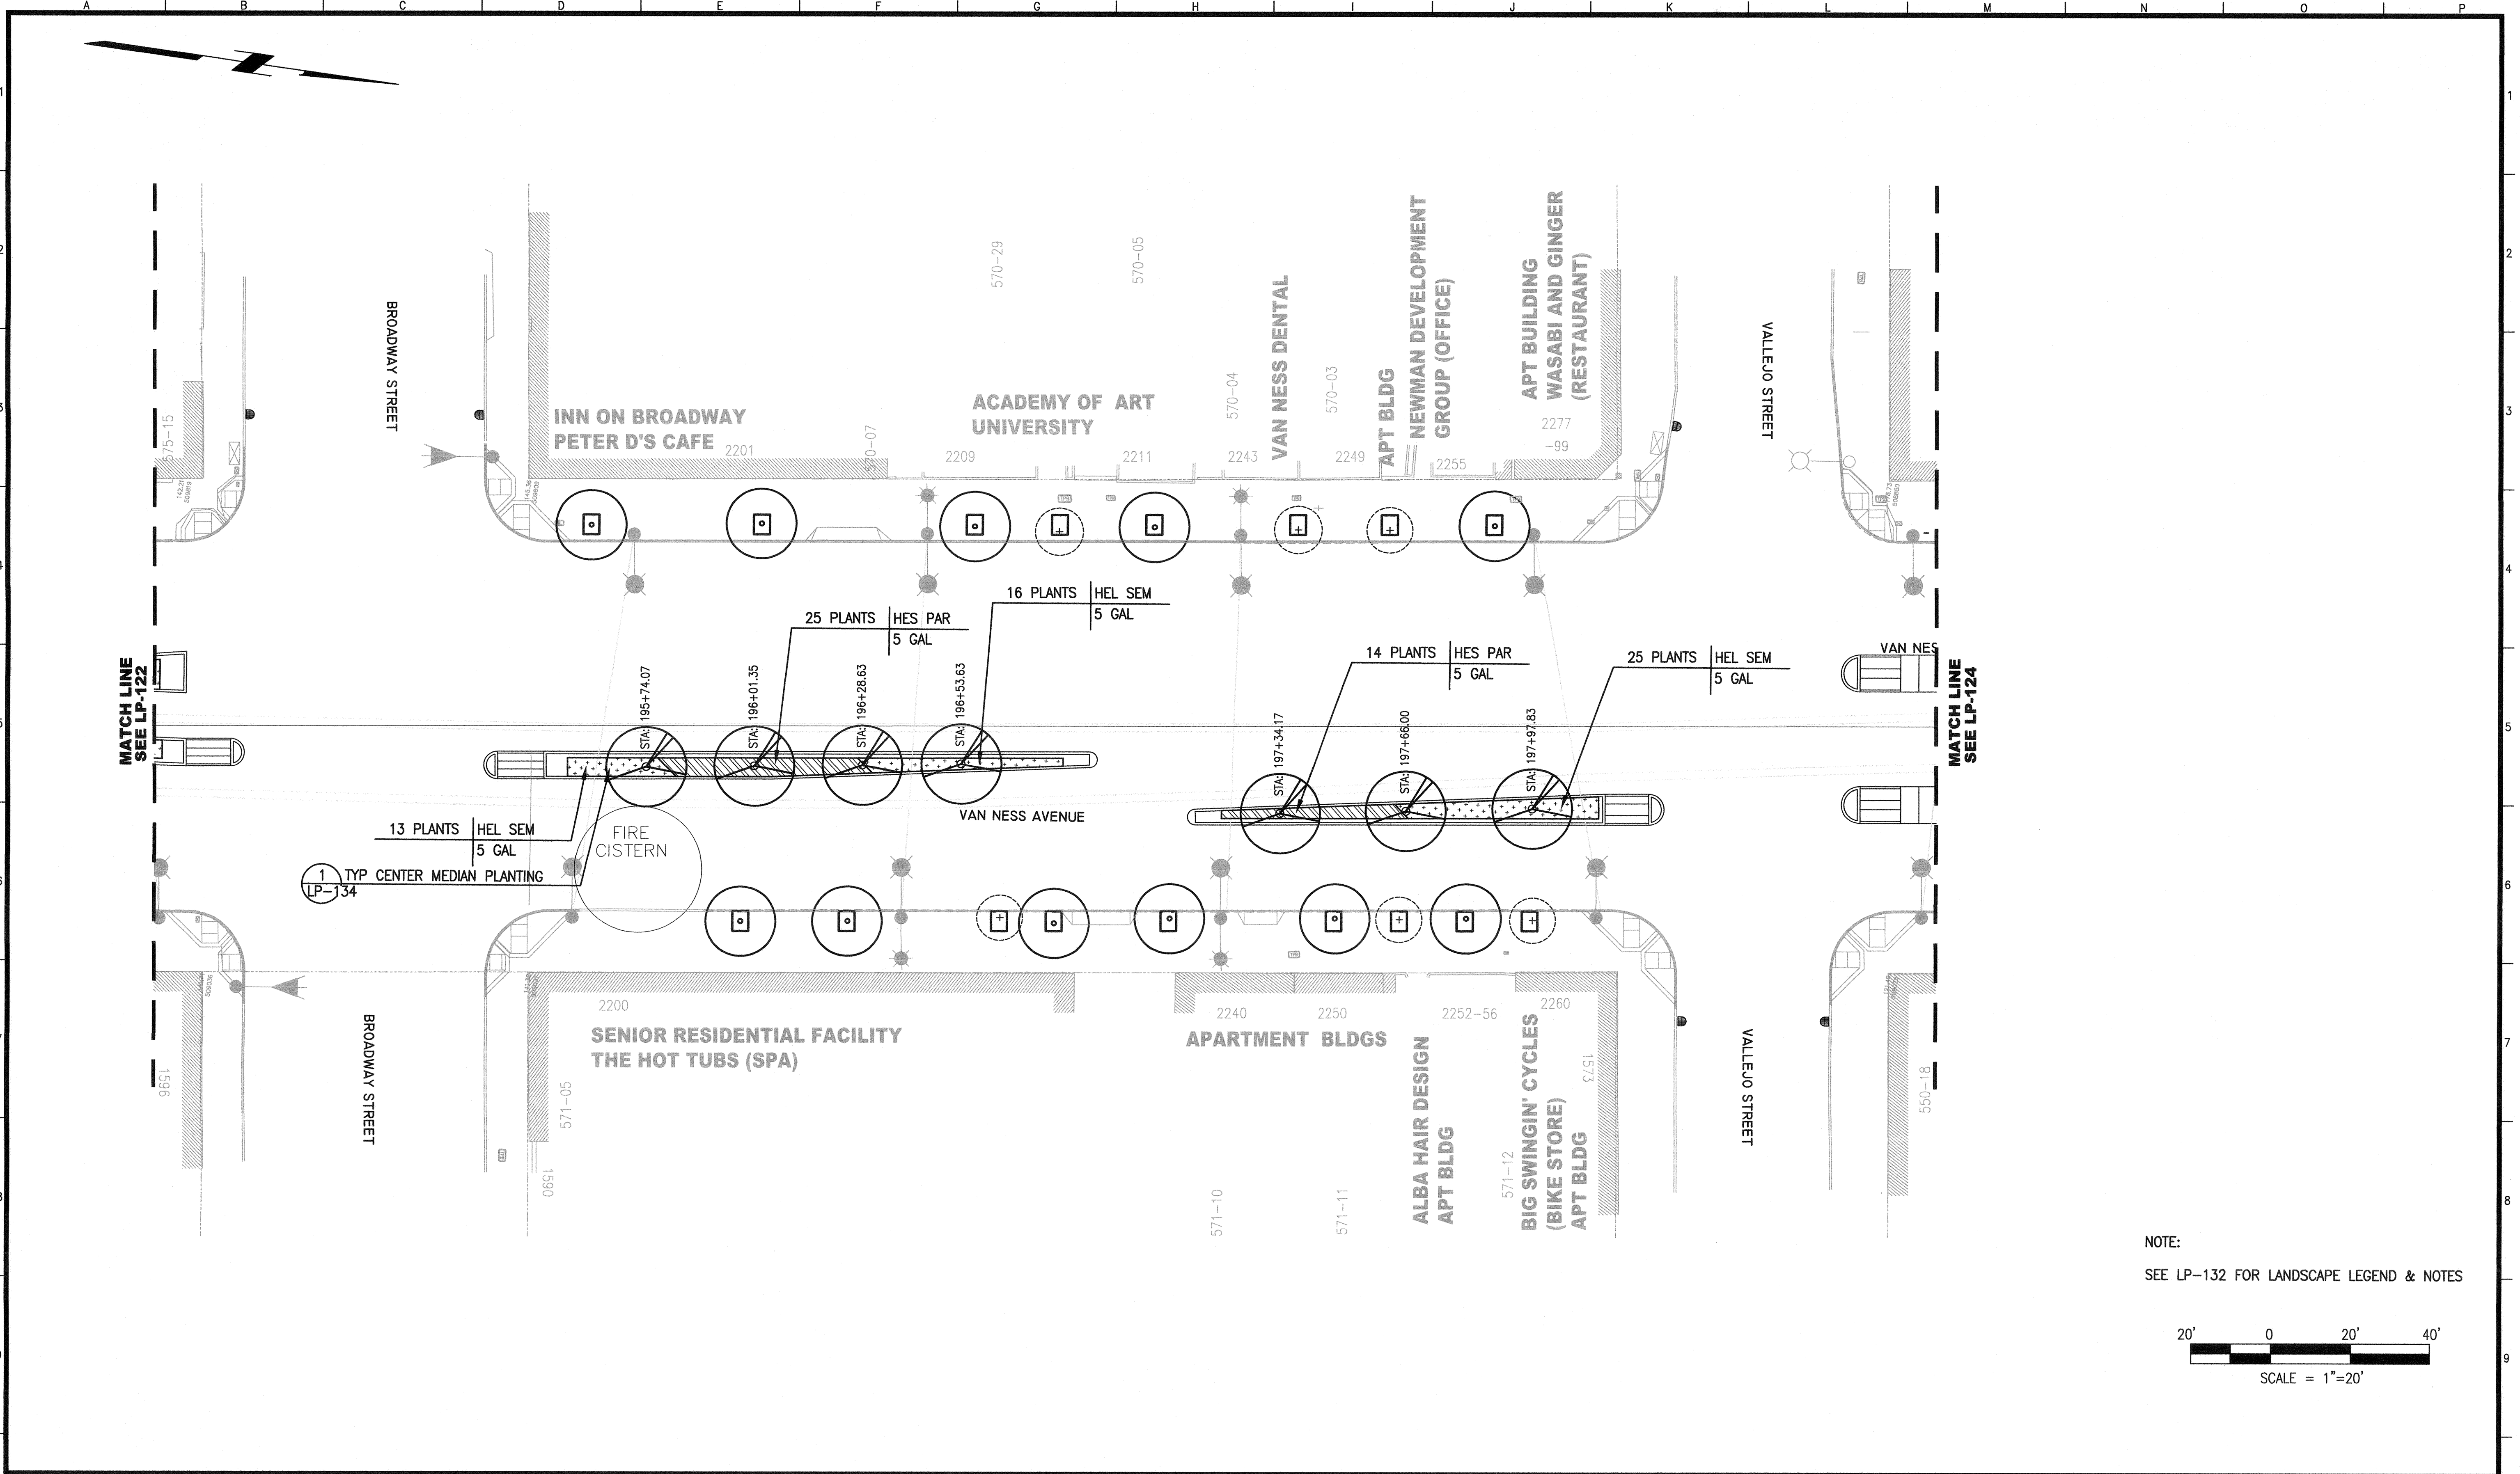 A B C D E F G H I J K L M N O P
1
2
3
4
5
6
7
8
9
BROADWAY STREET
VALLEJO STREET
570-29
570-05
570-04
570-03
570-07
575-15
INN ON BROADWAY
PETER D'S CAFE
2201
ACADEMY OF ART
UNIVERSITY
2209
2211
2243
2249
2255
2277
-99
VAN NESS DENTAL
APT BLDG
NEWMAN DEVELOPMENT
GROUP (OFFICE)
APT BUILDING
WASABI AND GINGER
(RESTAURANT)
16 PLANTS HEL SEM
5 GAL
25 PLANTS HES PAR
5 GAL
14 PLANTS HES PAR
5 GAL
25 PLANTS HEL SEM
5 GAL
VAN NES
MATCH LINE
SEE LP-122
MATCH LINE
SEE LP-124
STA: 195+74.07
STA: 196+01.35
STA: 196+28.63
STA: 196+53.63
STA: 197+34.17
STA: 197+66.00
STA: 197+97.83
VAN NESS AVENUE
13 PLANTS HEL SEM
5 GAL
FIRE
CISTERN
1 TYP CENTER MEDIAN PLANTING
LP-134
2200
SENIOR RESIDENTIAL FACILITY
THE HOT TUBS (SPA)
2240
2250
2252-56
2260
APARTMENT BLDGS
BROADWAY STREET
VALLEJO STREET
1596
571-05
1590
571-10
571-11
571-12
1573
550-18
ALBA HAIR DESIGN
APT BLDG
BIG SWINGIN' CYCLES
(BIKE STORE)
APT BLDG
NOTE:
SEE LP-132 FOR LANDSCAPE LEGEND & NOTES
20' 0 20' 40'
SCALE = 1"=20'